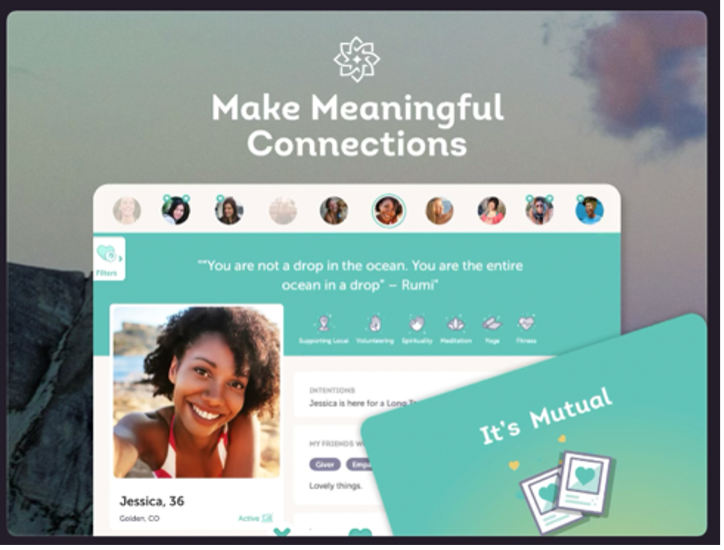 Make Meaningful
Connections
Filters
""You are not a drop in the ocean. You are the entire
ocean in a drop" – Rumi"
Supporting Local Volunteering Spirituality Meditation Yoga Fitness
INTENTIONS
Jessica is here for a Long
MY FRIENDS
Giver
Lovely things.
It's Mutual
Jessica, 36
Golden, CO
Active